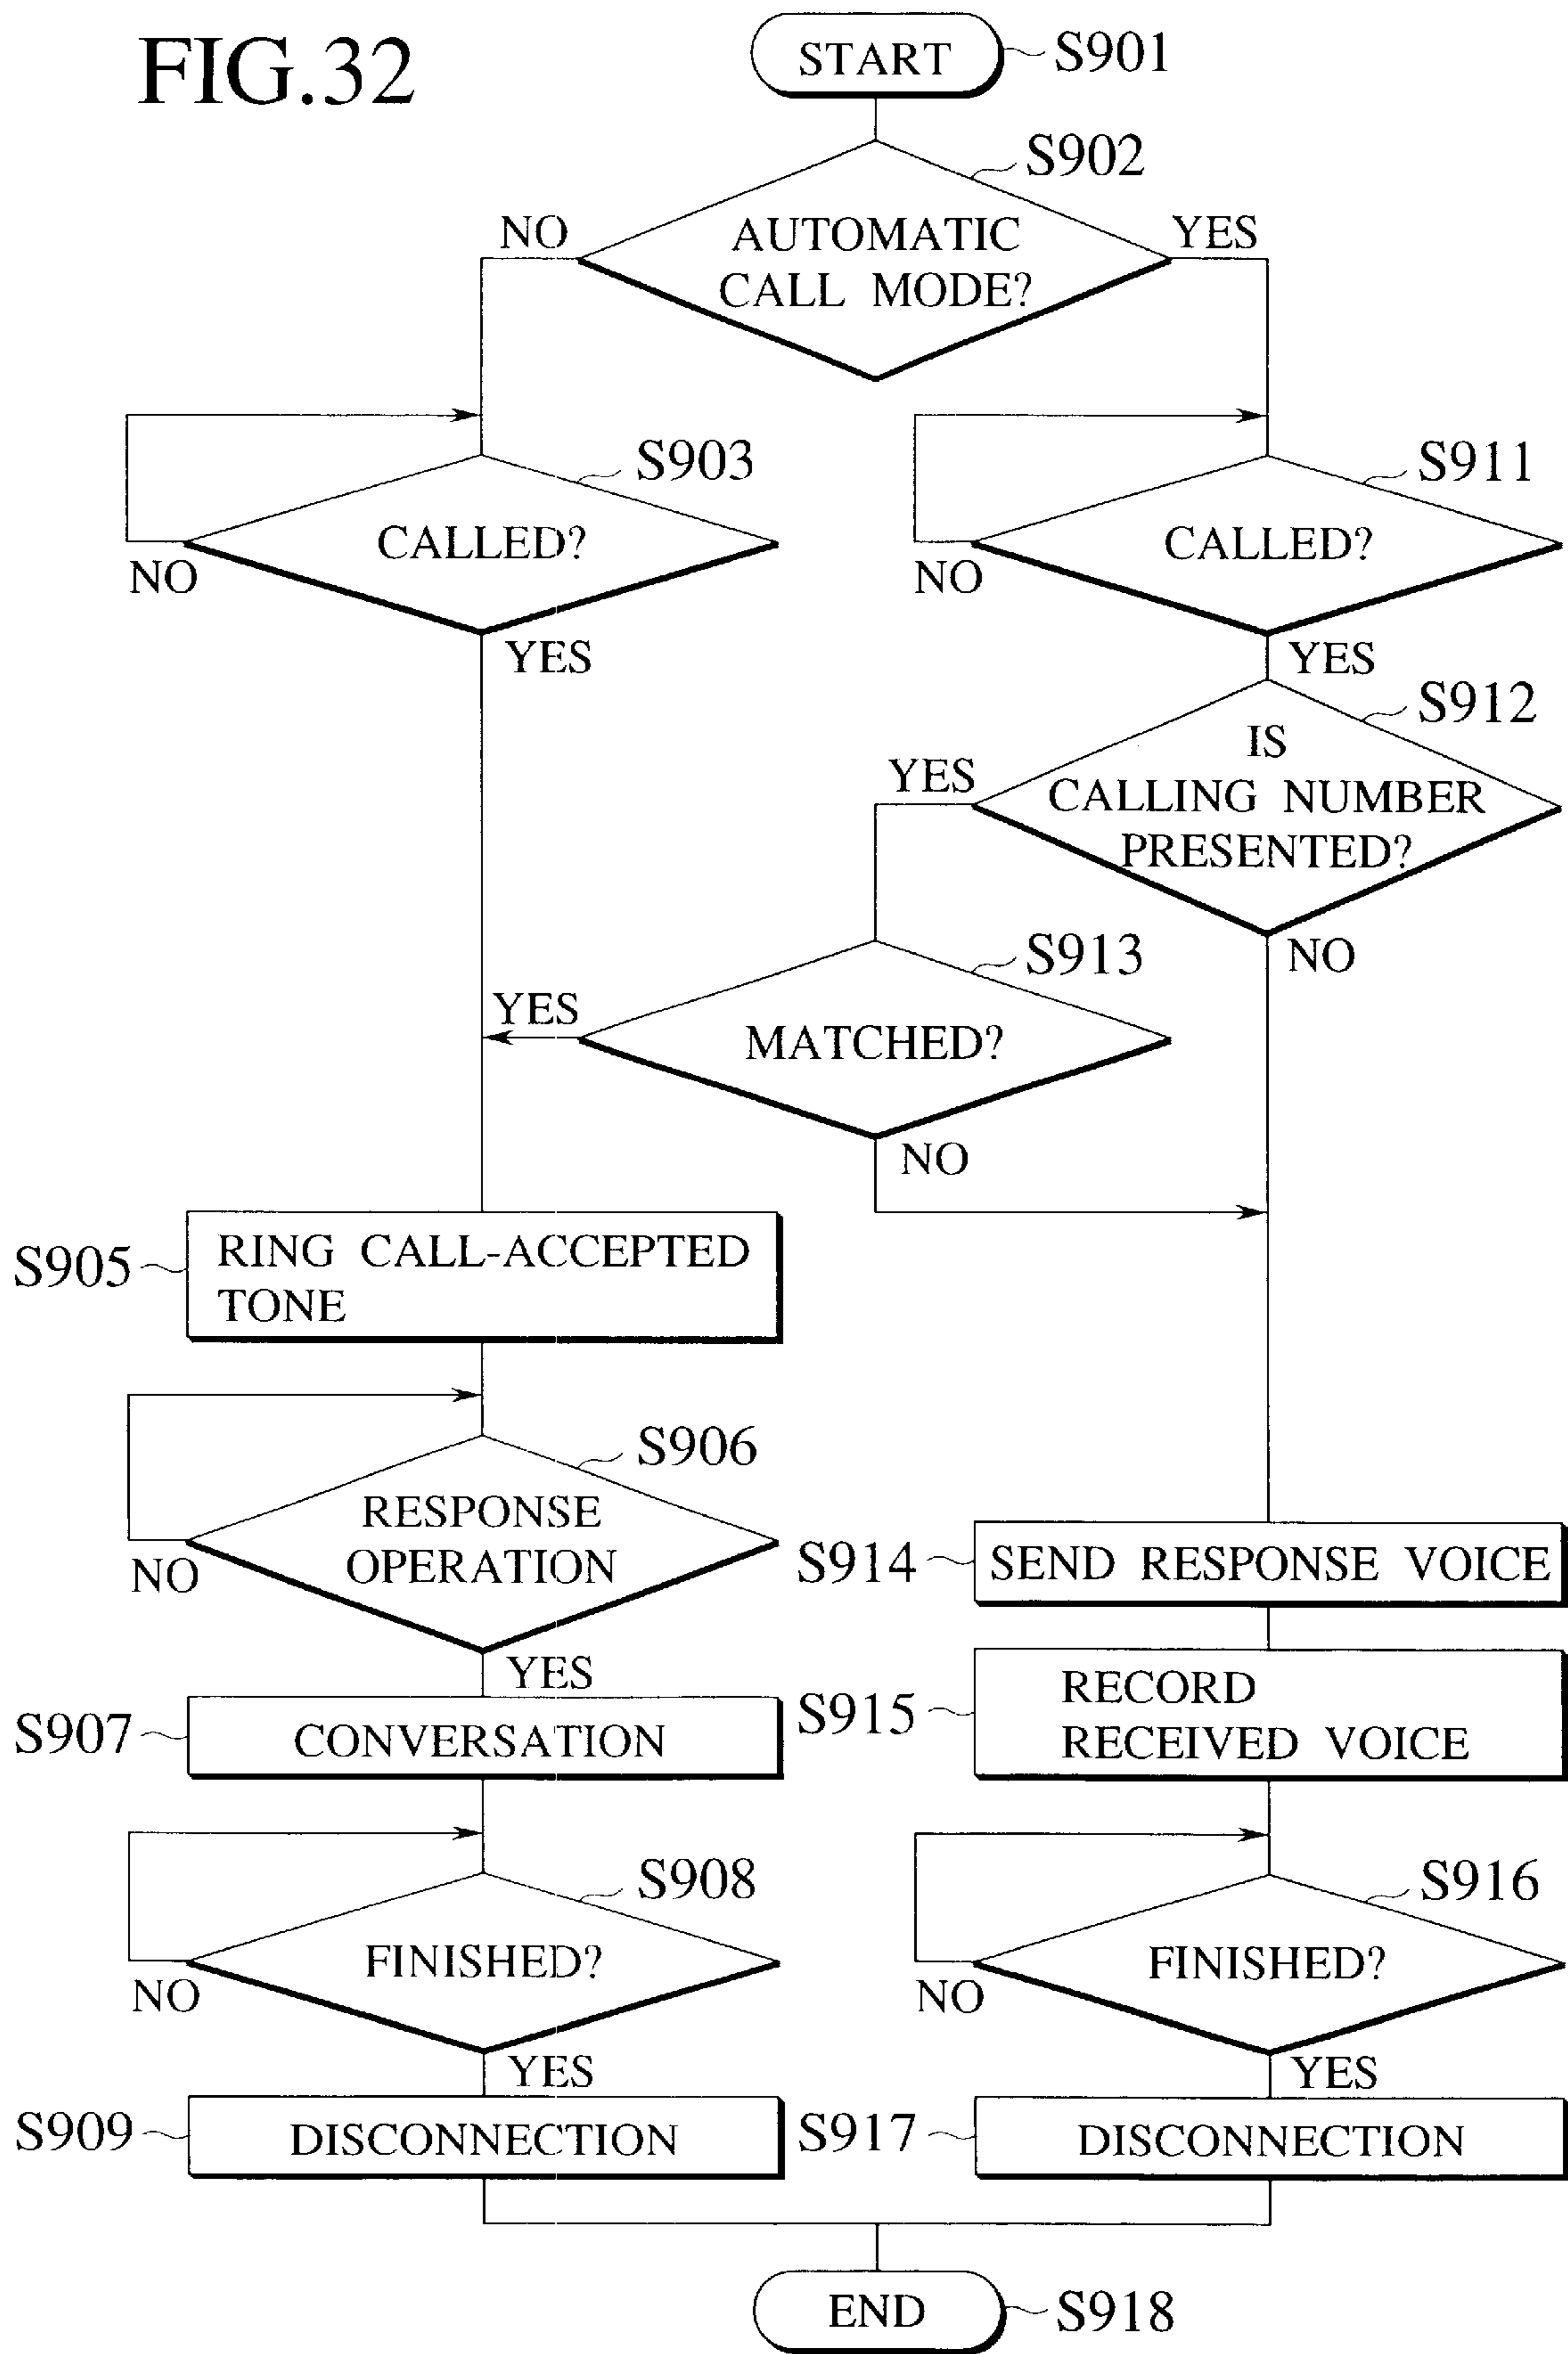 FIG.32
START
S901
S902
NO
AUTOMATIC
CALL MODE?
YES
S903
CALLED?
NO
YES
S911
CALLED?
NO
YES
S912
IS
CALLING NUMBER
PRESENTED?
YES
NO
S913
YES
MATCHED?
NO
S905
RING CALL-ACCEPTED
TONE
S906
RESPONSE
OPERATION
NO
YES
S914
SEND RESPONSE VOICE
S907
CONVERSATION
S915
RECORD
RECEIVED VOICE
S908
FINISHED?
NO
YES
S916
FINISHED?
NO
YES
S909
DISCONNECTION
S917
DISCONNECTION
END
S918